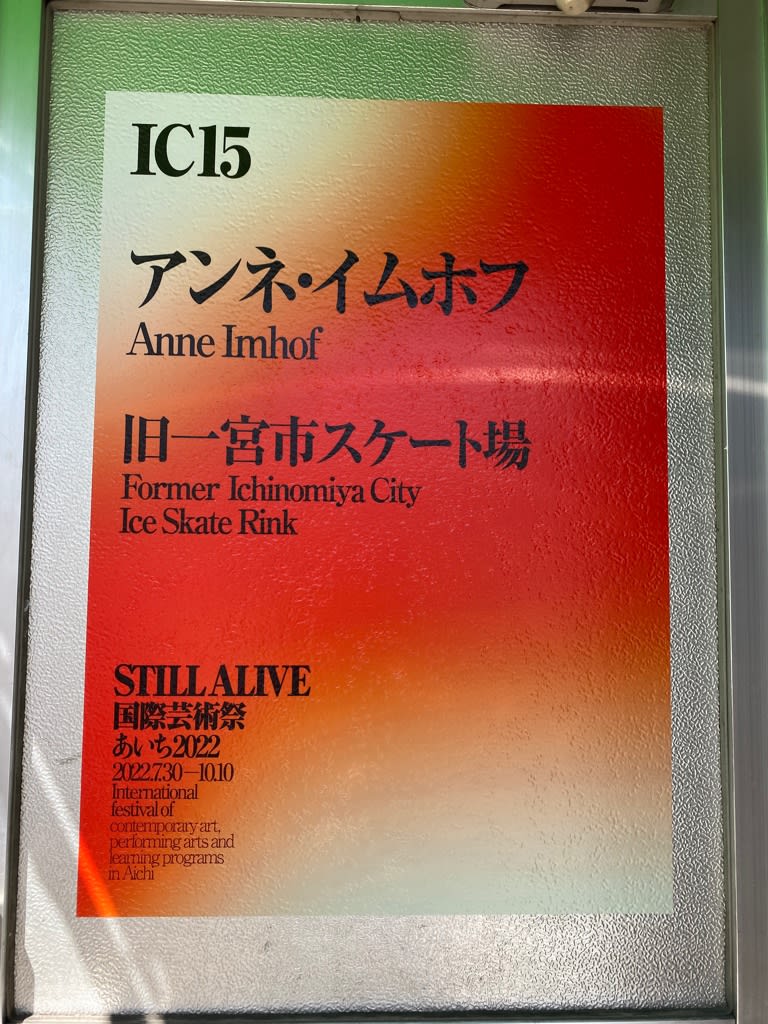 IC15
アンネ・イムホフ
Anne Imhof
旧一宮市スケート場
Former Ichinomiya City
Ice Skate Rink
STILL ALIVE
国際芸術祭
あいち2022
2022.7.30—10.10
International
festival of
contemporary art,
performing arts and
learning programs
in Aichi